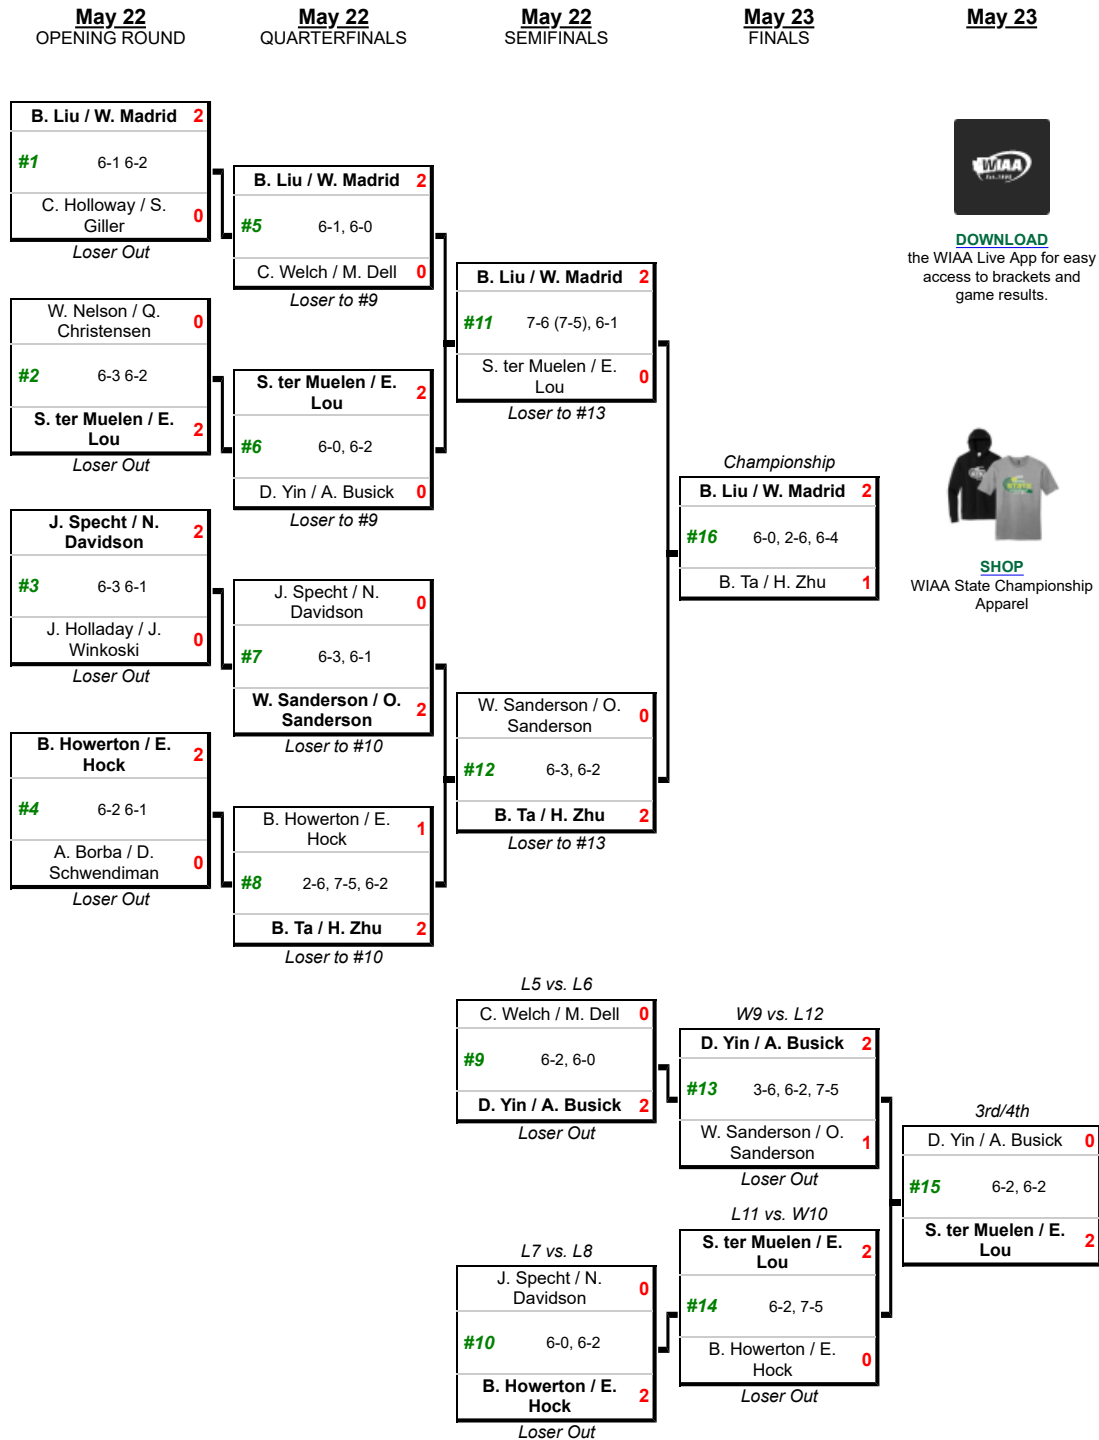 May 22
OPENING ROUND
May 22
QUARTERFINALS
May 22
SEMIFINALS
May 23
FINALS
May 23
B. Liu / W. Madrid 2
#1 6-1 6-2
C. Holloway / S.
Giller 0
Loser Out
W. Nelson / Q.
Christensen 0
#2 6-3 6-2
S. ter Muelen / E.
Lou 2
Loser Out
J. Specht / N.
Davidson 2
#3 6-3 6-1
J. Holladay / J.
Winkoski 0
Loser Out
B. Howerton / E.
Hock 2
#4 6-2 6-1
A. Borba / D.
Schwendiman 0
Loser Out
B. Liu / W. Madrid 2
#5 6-1, 6-0
C. Welch / M. Dell 0
Loser to #9
S. ter Muelen / E.
Lou 2
#6 6-0, 6-2
D. Yin / A. Busick 0
Loser to #9
J. Specht / N.
Davidson 0
#7 6-3, 6-1
W. Sanderson / O.
Sanderson 2
Loser to #10
B. Howerton / E.
Hock 1
#8 2-6, 7-5, 6-2
B. Ta / H. Zhu 2
Loser to #10
B. Liu / W. Madrid 2
#11 7-6 (7-5), 6-1
S. ter Muelen / E.
Lou 0
Loser to #13
W. Sanderson / O.
Sanderson 0
#12 6-3, 6-2
B. Ta / H. Zhu 2
Loser to #13
Championship
B. Liu / W. Madrid 2
#16 6-0, 2-6, 6-4
B. Ta / H. Zhu 1
WIAA
DOWNLOAD
the WIAA Live App for easy
access to brackets and
game results.
STATE
SHOP
WIAA State Championship
Apparel
L5 vs. L6
C. Welch / M. Dell 0
#9 6-2, 6-0
D. Yin / A. Busick 2
Loser Out
L7 vs. L8
J. Specht / N.
Davidson 0
#10 6-0, 6-2
B. Howerton / E.
Hock 2
Loser Out
W9 vs. L12
D. Yin / A. Busick 2
#13 3-6, 6-2, 7-5
W. Sanderson / O.
Sanderson 1
Loser Out
L11 vs. W10
S. ter Muelen / E.
Lou 2
#14 6-2, 7-5
B. Howerton / E.
Hock 0
Loser Out
3rd/4th
D. Yin / A. Busick 0
#15 6-2, 6-2
S. ter Muelen / E.
Lou 2